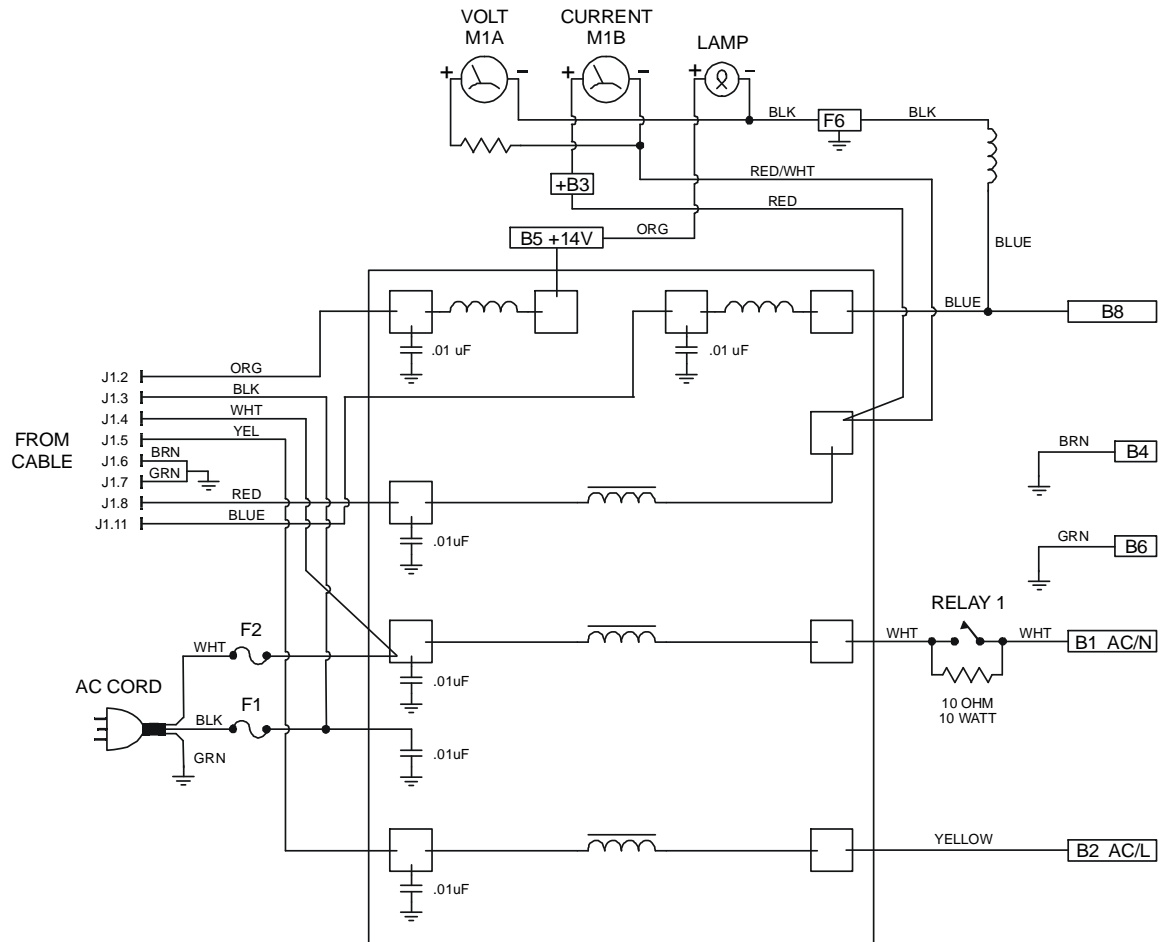 VOLT
M1A
CURRENT
M1B
LAMP
+ - + - + -
BLK
F6
BLK
+B3
RED/WHT
RED
B5 +14V
ORG
BLUE
BLUE
B8
.01 uF
.01 uF
FROM
CABLE
J1.2
ORG
J1.3
BLK
J1.4
WHT
J1.5
YEL
J1.6
BRN
J1.7
GRN
J1.8
RED
J1.11
BLUE
BRN
B4
.01uF
GRN
B6
RELAY 1
F2
WHT
WHT
WHT
B1 AC/N
.01uF
10 OHM
10 WATT
AC CORD
F1
BLK
GRN
.01uF
YELLOW
B2 AC/L
.01uF